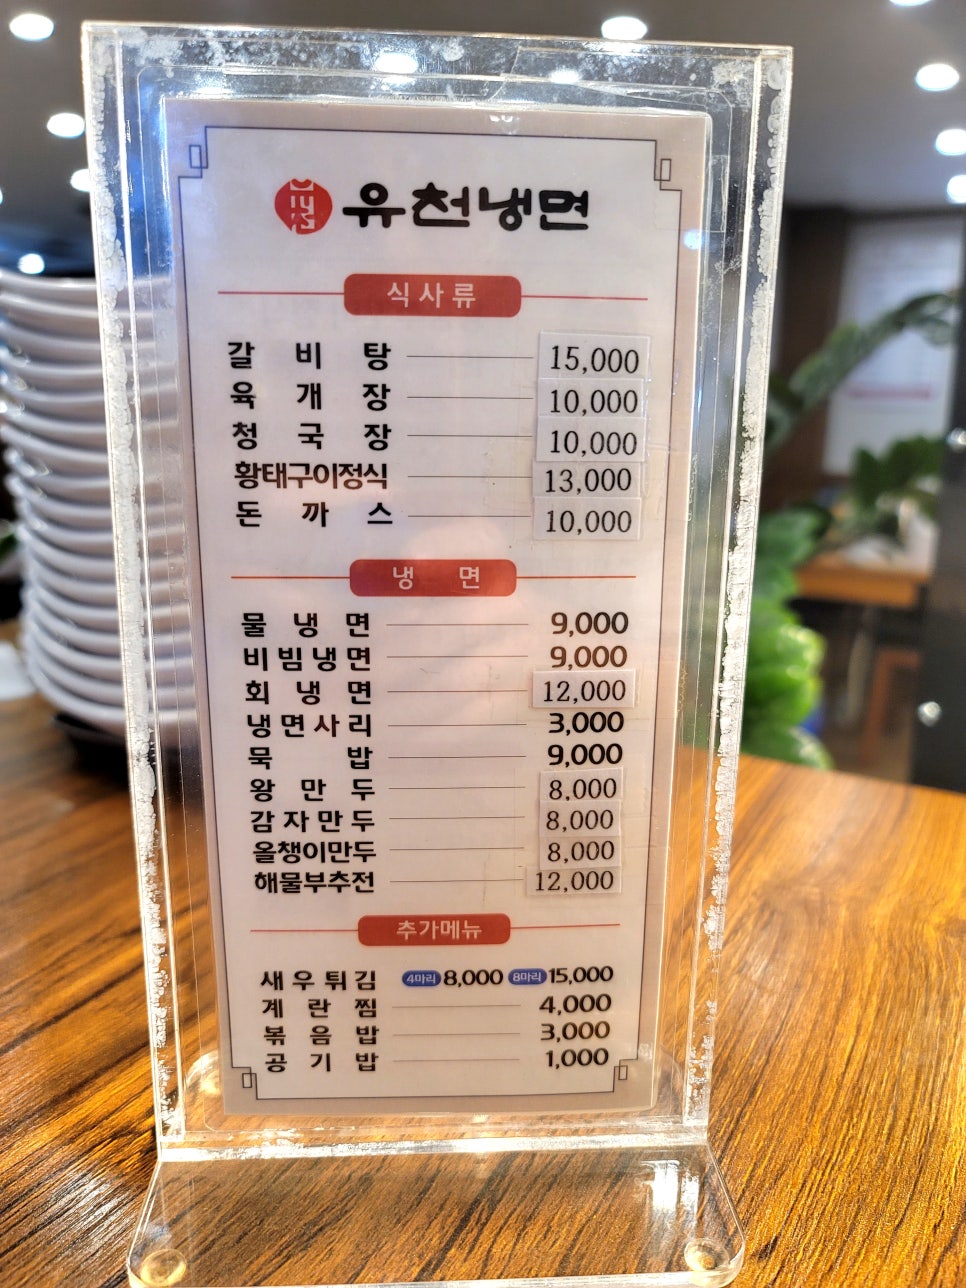 유천냉면
식사류
갈비탕 15,000
육개장 10,000
청국장 10,000
황태구이정식 13,000
돈까스 10,000
냉면
물냉면 9,000
비빔냉면 9,000
회냉면 12,000
냉면사리 3,000
묵밥 9,000
왕만두 8,000
감자만두 8,000
올챙이만두 8,000
해물부추전 12,000
추가메뉴
새우튀김 4마리 8,000 8마리 15,000
계란찜 4,000
볶음밥 3,000
공기밥 1,000